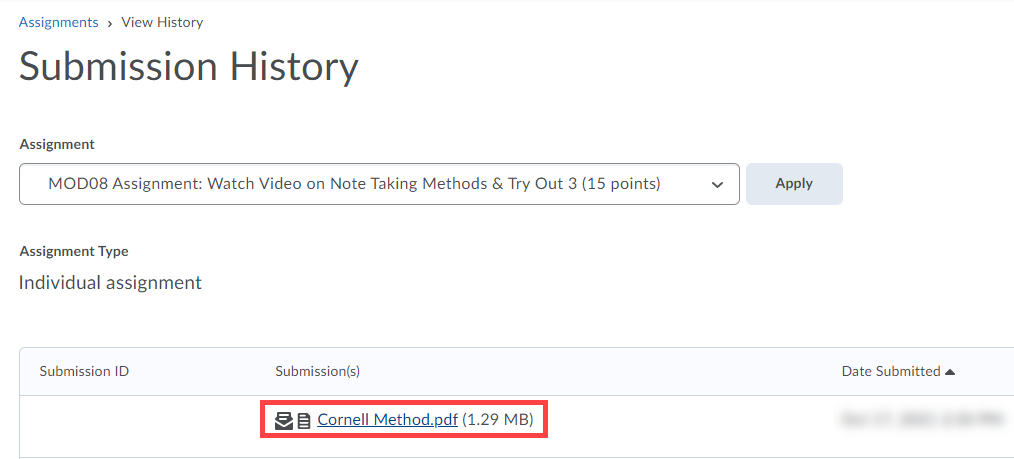 Assignments › View History
Submission History
Assignment
MOD08 Assignment: Watch Video on Note Taking Methods & Try Out 3 (15 points)
Apply
Assignment Type
Individual assignment
Submission ID Submission(s) Date Submitted
Cornell Method.pdf (1.29 MB)